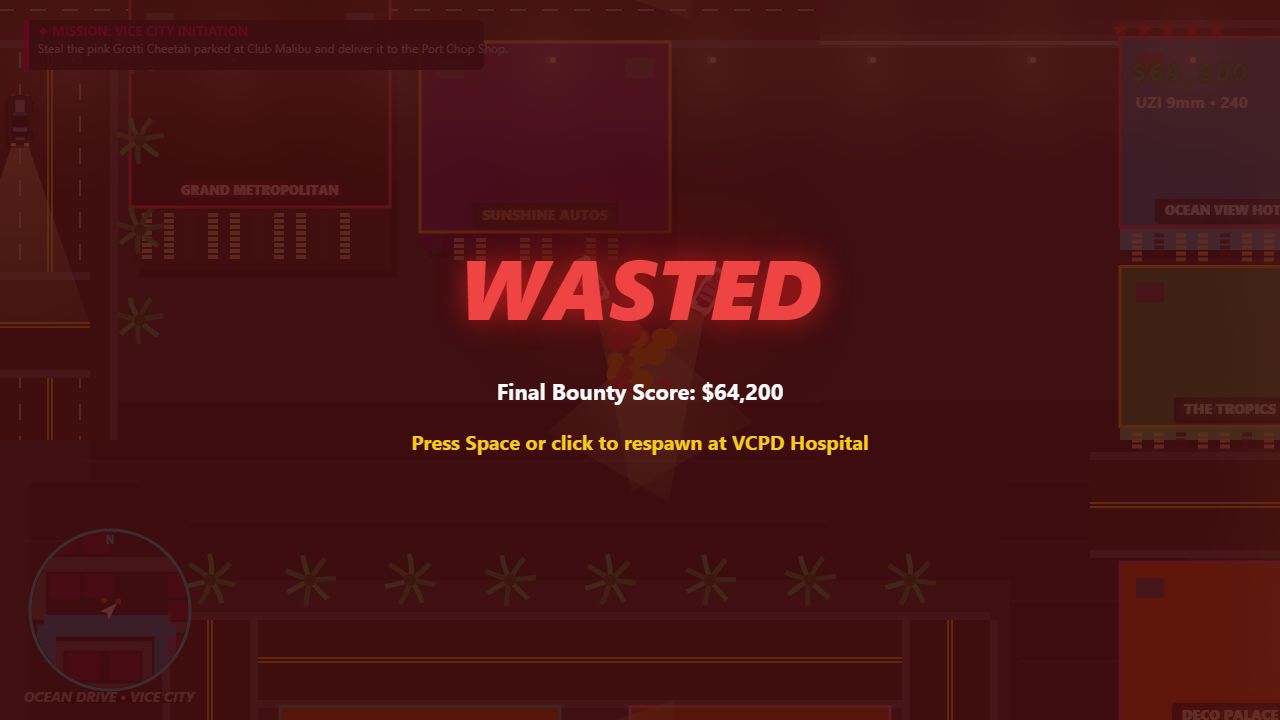 ✦ MISSION: VICE CITY INITIATION
Steal the pink Grotti Cheetah parked at Club Malibu and deliver it to the Port Chop Shop.
★ ★ ★ ★ ★
$64,200
UZI 9mm • 240
GRAND METROPOLITAN
SUNSHINE AUTOS
OCEAN VIEW HOT
WASTED
Final Bounty Score: $64,200
THE TROPICS
Press Space or click to respawn at VCPD Hospital
N
OCEAN DRIVE • VICE CITY
DECO PALACE